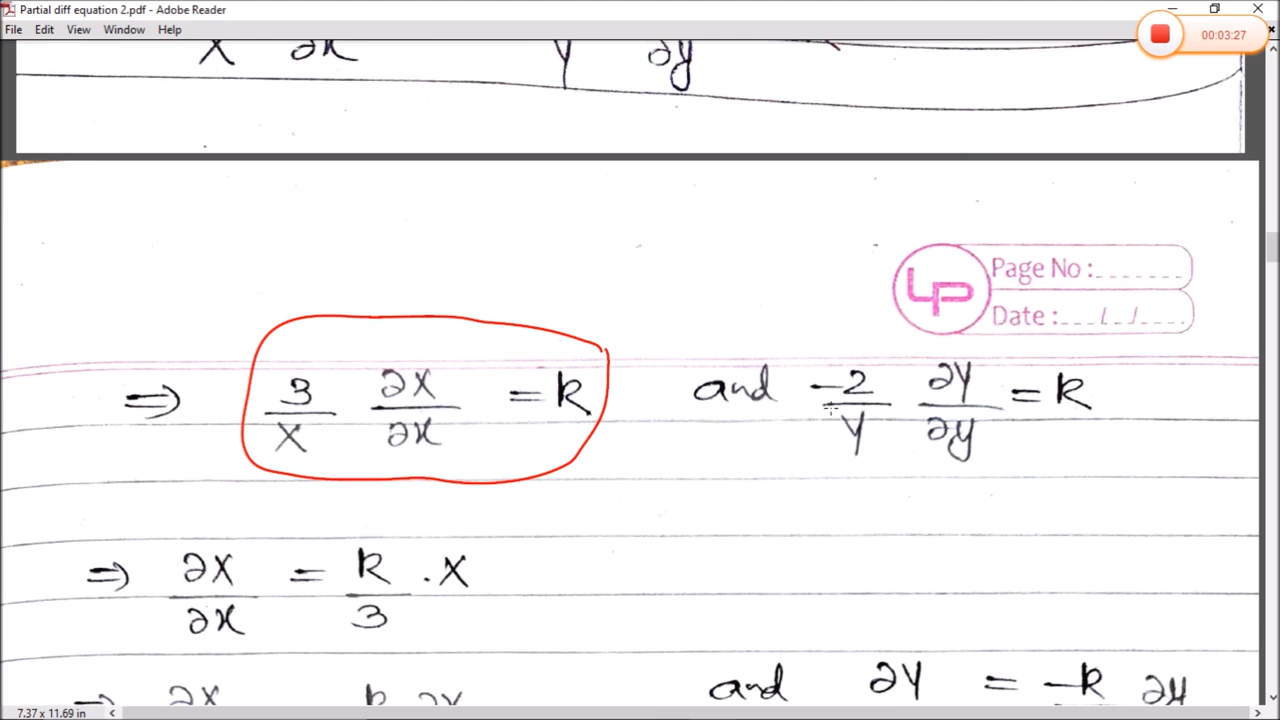 Partial diff equation 2.pdf - Adobe Reader
File Edit View Window Help
00:03:27
X ∂x Y ∂y
LP
Page No :
Date :
⇒ 3/X ∂X/∂x = k and -2/Y ∂Y/∂y = k
⇒ ∂X/∂x = k/3 . X
⇒ ∂X k ∂x and ∂Y = -k ∂y
7.37 x 11.69 in